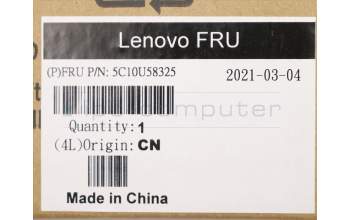 Lenovo FRU
(P)FRU P/N: 5C10U58325
2021-03-04
Quantity: 1
(4L)Origin: CN
Made in China